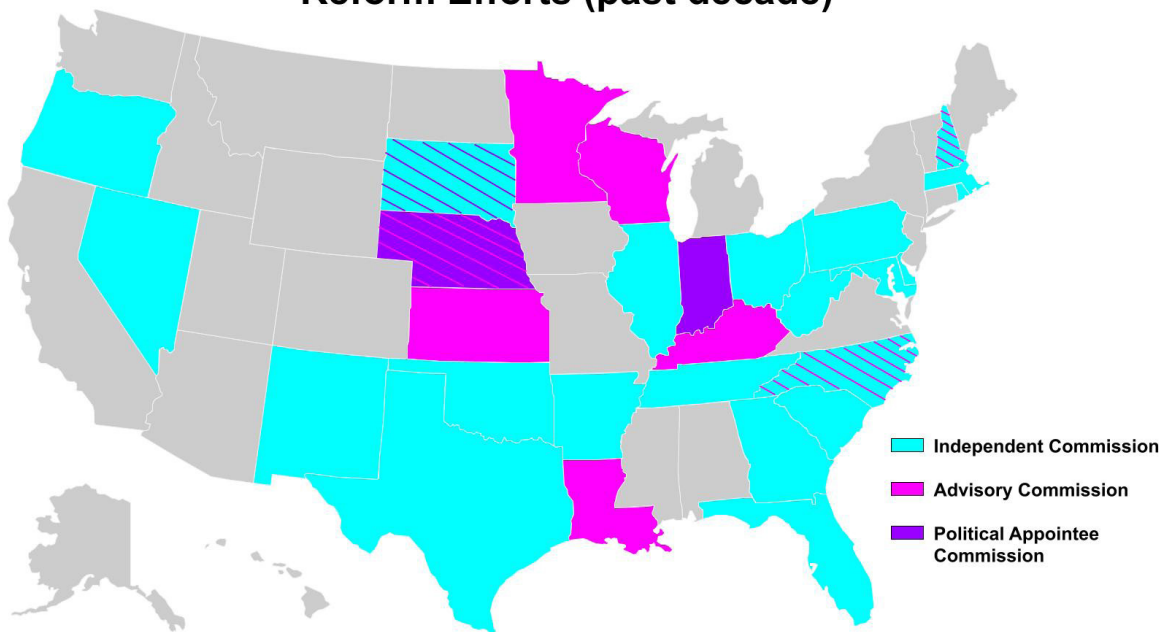 Reform Efforts (past decade)
Independent Commission
Advisory Commission
Political Appointee
Commission